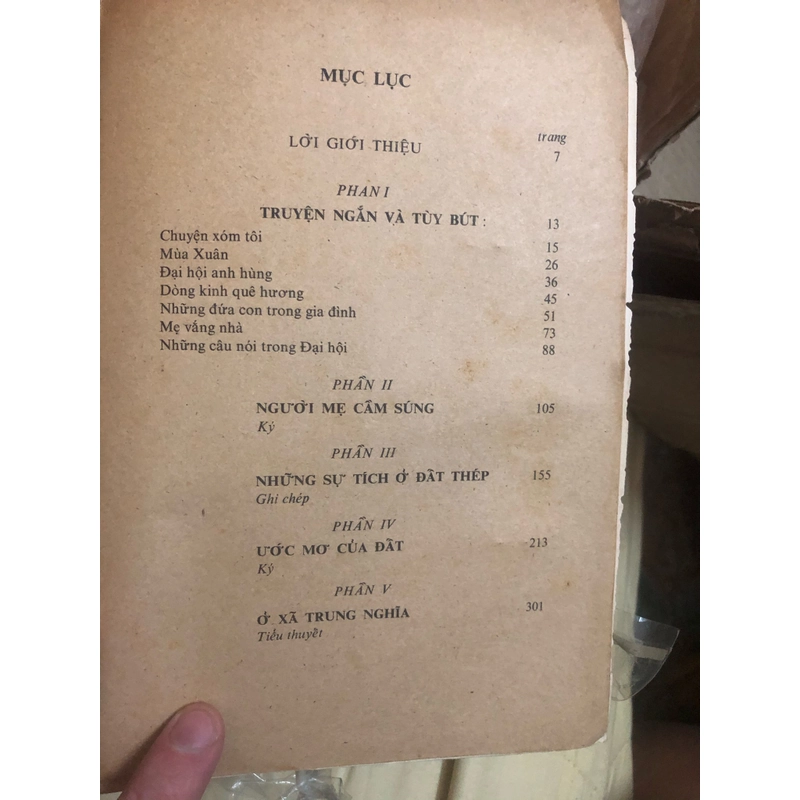 MỤC LỤC
trang
LỜI GIỚI THIỆU 7
PHẦN I
TRUYỆN NGẮN VÀ TÙY BÚT : 13
Chuyện xóm tôi 15
Mùa Xuân 26
Đại hội anh hùng 36
Dòng kinh quê hương 45
Những đứa con trong gia đình 51
Mẹ vắng nhà 73
Những câu nói trong Đại hội 88
PHẦN II
NGƯỜI MẸ CẦM SÚNG 105
Ký
PHẦN III
NHỮNG SỰ TÍCH Ở ĐẤT THÉP 155
Ghi chép
PHẦN IV
ƯỚC MƠ CỦA ĐẤT 213
Ký
PHẦN V
Ở XÃ TRUNG NGHĨA 301
Tiểu thuyết